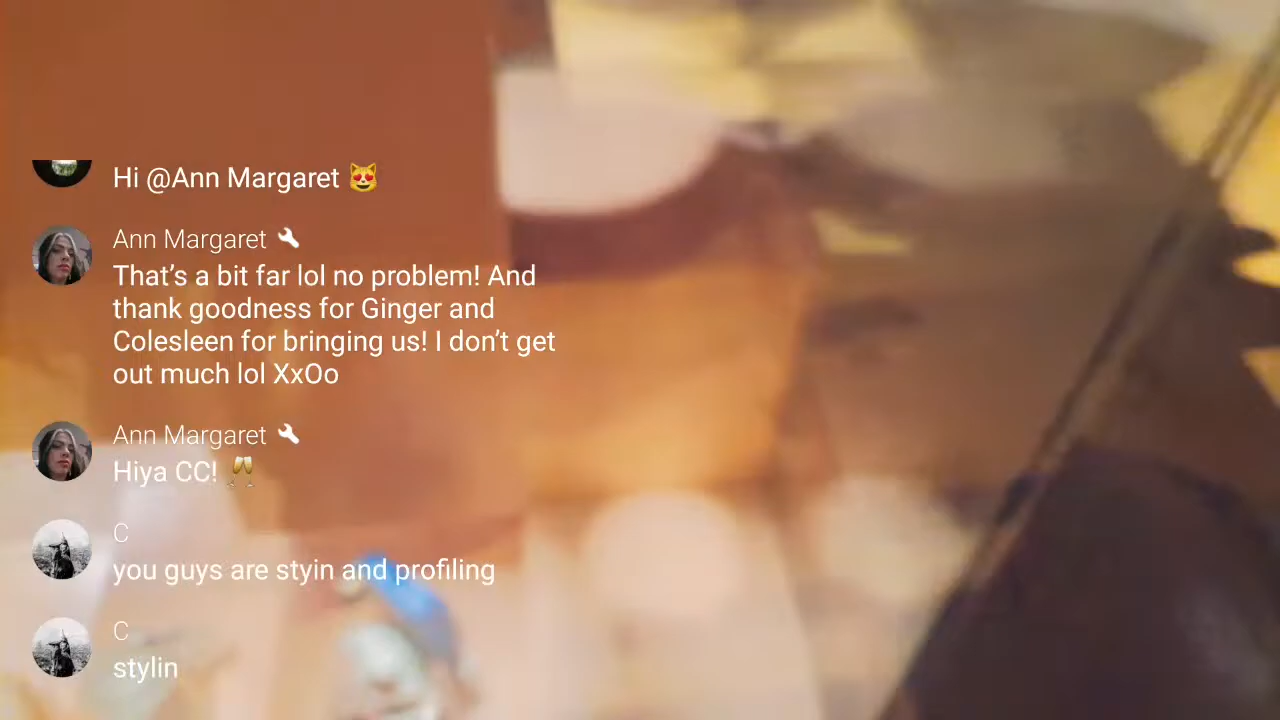 Hi @Ann Margaret 😻
Ann Margaret 🔧
That’s a bit far lol no problem! And
thank goodness for Ginger and
Colesleen for bringing us! I don’t get
out much lol XxOo
Ann Margaret 🔧
Hiya CC! 🥂
C
you guys are styin and profiling
C
stylin